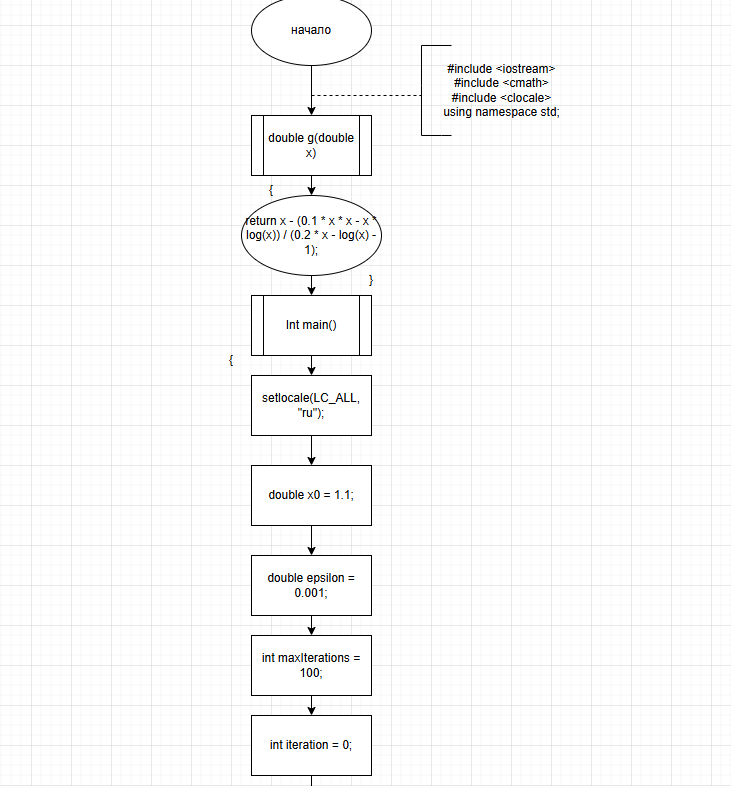 начало
#include <iostream>
#include <cmath>
#include <clocale>
using namespace std;
double g(double
x)
{
return x - (0.1 * x * x - x *
log(x)) / (0.2 * x - log(x) -
1);
}
Int main()
{
setlocale(LC_ALL,
"ru");
double x0 = 1.1;
double epsilon =
0.001;
int maxIterations =
100;
int iteration = 0;